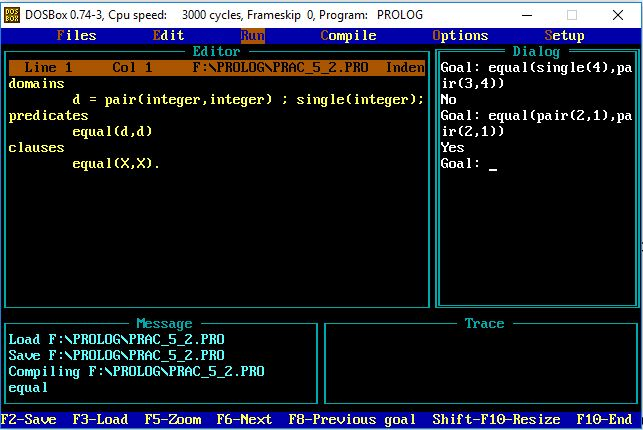 DOSBox 0.74-3, Cpu speed: 3000 cycles, Frameskip 0, Program: PROLOG
Files Edit Run Compile Options Setup
Editor
Line 1 Col 1 F:\PROLOG\PRAC_5_2.PRO Inden
domains
d = pair(integer,integer) ; single(integer);
predicates
equal(d,d)
clauses
equal(X,X).
Dialog
Goal: equal(single(4),pa
ir(3,4))
No
Goal: equal(pair(2,1),pa
ir(2,1))
Yes
Goal: _
Message
Load F:\PROLOG\PRAC_5_2.PRO
Save F:\PROLOG\PRAC_5_2.PRO
Compiling F:\PROLOG\PRAC_5_2.PRO
equal
Trace
F2-Save F3-Load F5-Zoom F6-Next F8-Previous goal Shift-F10-Resize F10-End